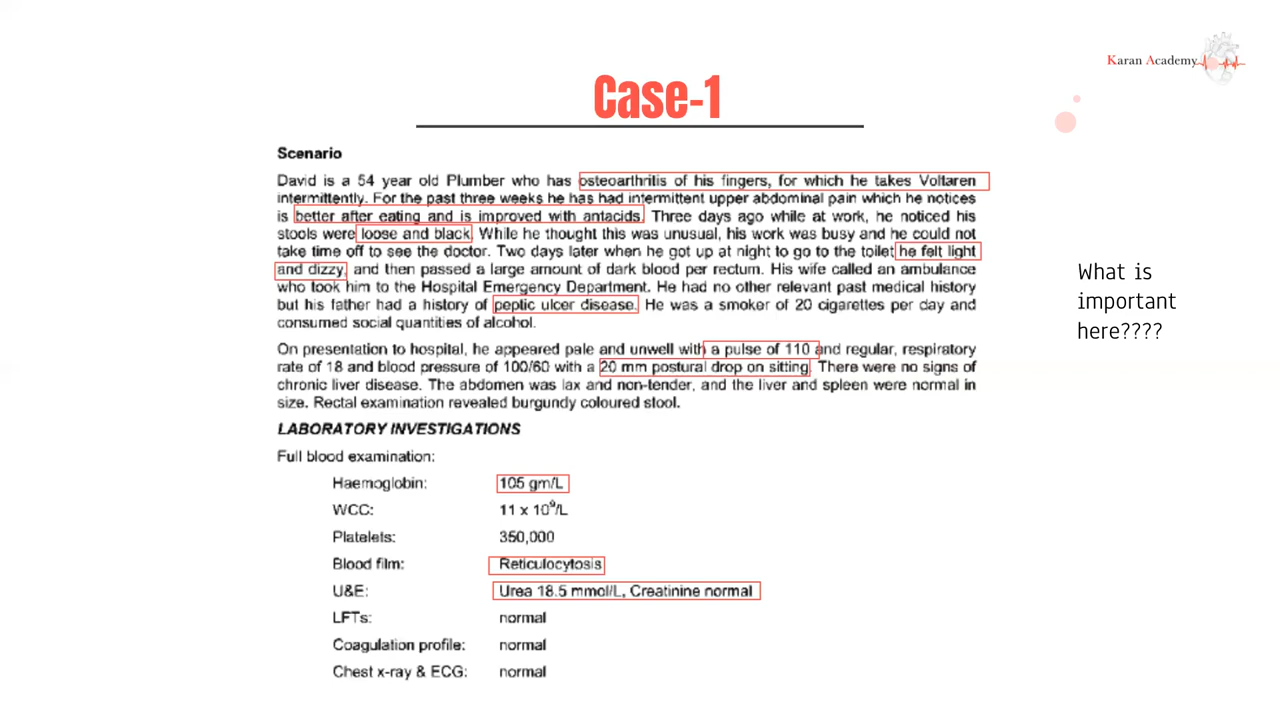 Karan Academy
Case-1
Scenario
David is a 54 year old Plumber who has osteoarthritis of his fingers, for which he takes Voltaren
intermittently. For the past three weeks he has had intermittent upper abdominal pain which he notices
is better after eating and is improved with antacids. Three days ago while at work, he noticed his
stools were loose and black. While he thought this was unusual, his work was busy and he could not
take time off to see the doctor. Two days later when he got up at night to go to the toilet he felt light
and dizzy, and then passed a large amount of dark blood per rectum. His wife called an ambulance
who took him to the Hospital Emergency Department. He had no other relevant past medical history
but his father had a history of peptic ulcer disease. He was a smoker of 20 cigarettes per day and
consumed social quantities of alcohol.
What is
important
here????
On presentation to hospital, he appeared pale and unwell with a pulse of 110 and regular, respiratory
rate of 18 and blood pressure of 100/60 with a 20 mm postural drop on sitting. There were no signs of
chronic liver disease. The abdomen was lax and non-tender, and the liver and spleen were normal in
size. Rectal examination revealed burgundy coloured stool.
LABORATORY INVESTIGATIONS
Full blood examination:
Haemoglobin: 105 gm/L
WCC: 11 x 10⁹/L
Platelets: 350,000
Blood film: Reticulocytosis
U&E: Urea 18.5 mmol/L, Creatinine normal
LFTs: normal
Coagulation profile: normal
Chest x-ray & ECG: normal